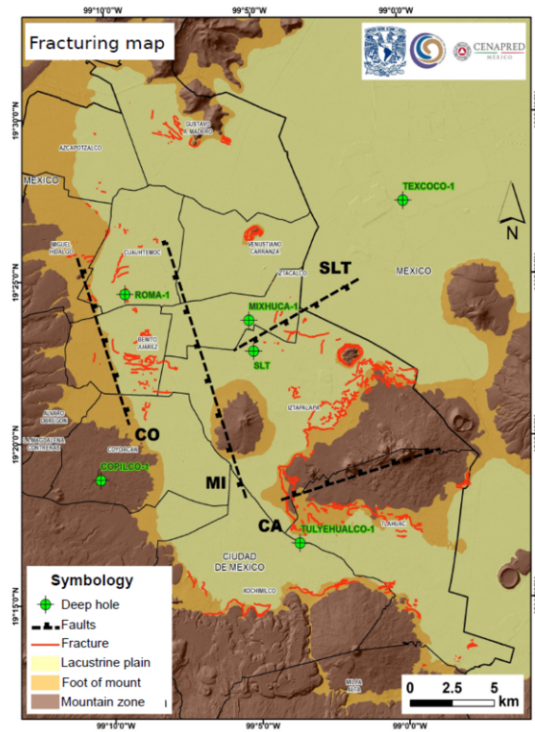 99°10'0"W
99°5'0"W
99°0'0"W
Fracturing map
CENAPRED
MÉXICO
19°30'0"N
GUSTAVO
A. MADERO
AZCAPOTZALCO
MEXICO
TEXCOCO-1
N
MIGUEL
HIDALGO
CUAUHTEMOC
VENUSTIANO
CARRANZA
IZTACALCO
SLT
MEXICO
19°25'0"N
ROMA-1
MIXHUCA-1
BENITO
JUAREZ
SLT
IZTAPALAPA
ALVARO
OBREGON
LA MAGDALENA
CONTRERAS
CO
COYOACAN
19°20'0"N
COPILCO-1
MI
CA
TULYEHUALCO-1
TLAHUAC
CIUDAD
DE MEXICO
XOCHIMILCO
19°15'0"N
MILPA
ALTA
Symbology
Deep hole
Faults
Fracture
Lacustrine plain
Foot of mount
Mountain zone
0 2.5 5
km
99°10'0"W
99°5'0"W
99°0'0"W